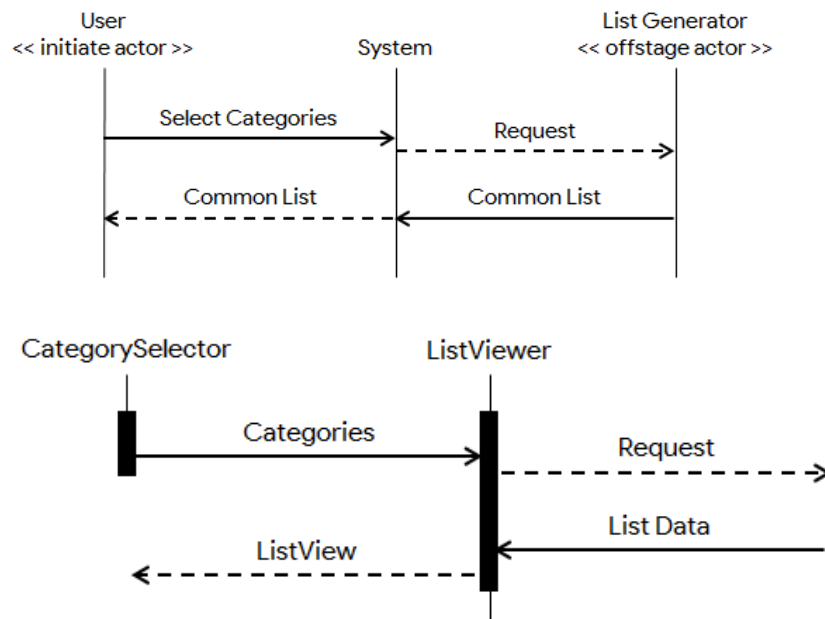 User
<< initiate actor >>
System
List Generator
<< offstage actor >>
Select Categories
Request
Common List
Common List
CategorySelector
ListViewer
Categories
Request
List Data
ListView